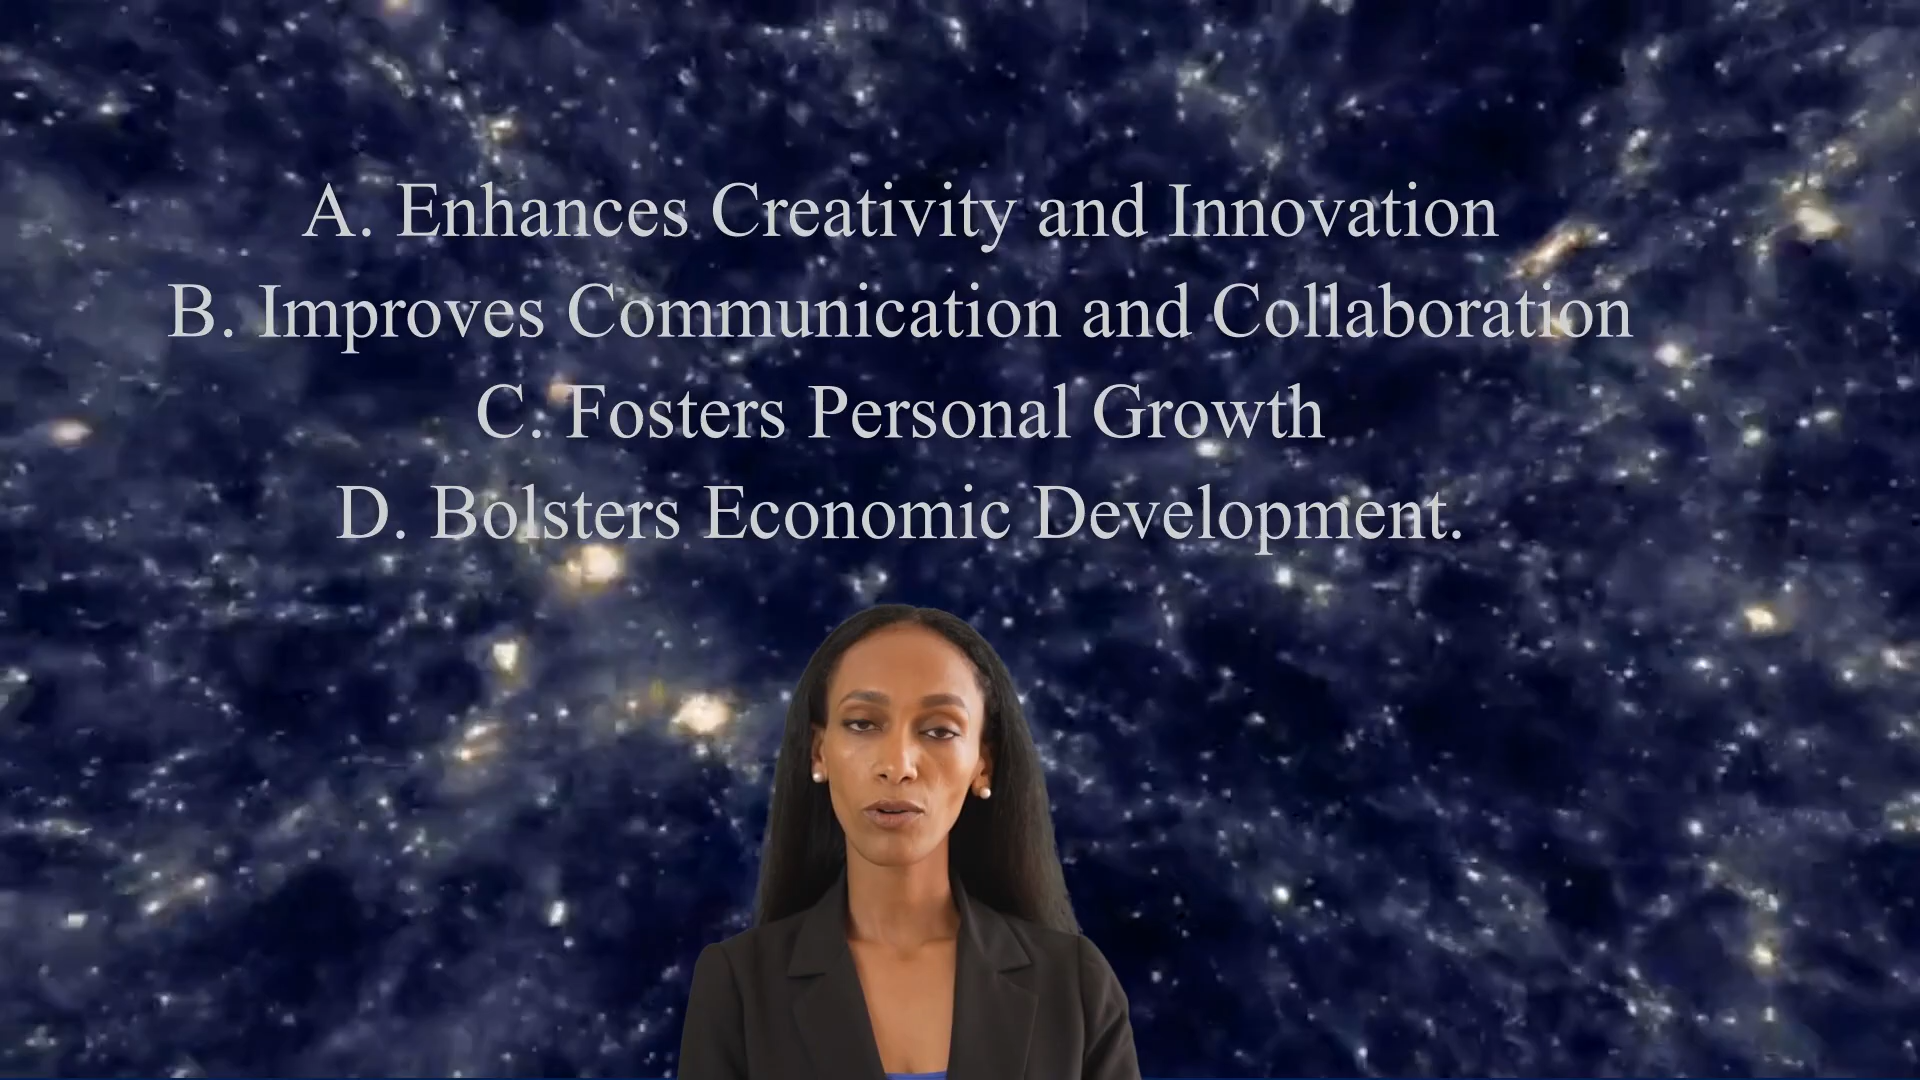 A. Enhances Creativity and Innovation
B. Improves Communication and Collaboration
C. Fosters Personal Growth
D. Bolsters Economic Development.